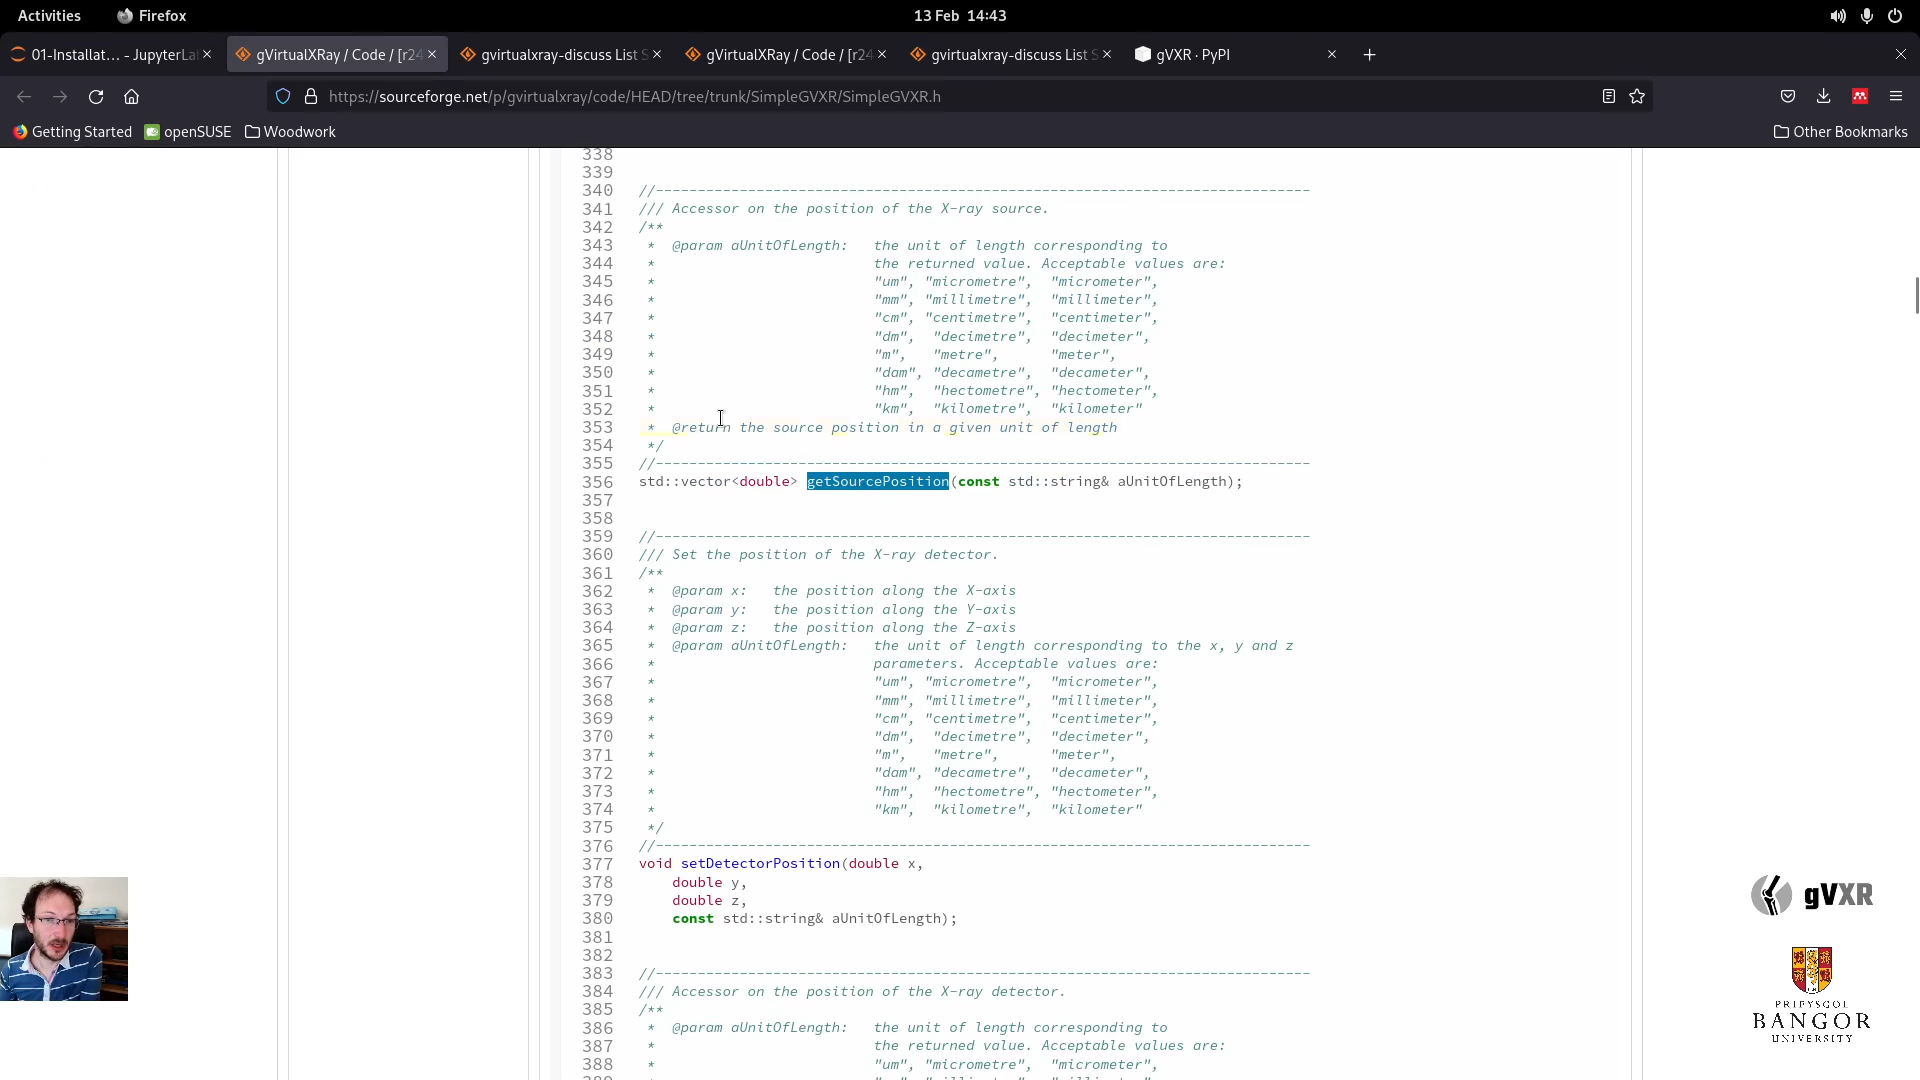 Activities Firefox 13 Feb 14:43
01-Installat... - JupyterLa gVirtualXRay / Code / [r24 gvirtualxray-discuss List S gVirtualXRay / Code / [r24 gvirtualxray-discuss List S gVXR · PyPI
https://sourceforge.net/p/gvirtualxray/code/HEAD/tree/trunk/SimpleGVXR/SimpleGVXR.h
Getting Started openSUSE Woodwork Other Bookmarks
338
339
340 //------------------------------------------------------------------------------
341 /// Accessor on the position of the X-ray source.
342 /**
343 * @param aUnitOfLength: the unit of length corresponding to
344 * the returned value. Acceptable values are:
345 * "um", "micrometre", "micrometer",
346 * "mm", "millimetre", "millimeter",
347 * "cm", "centimetre", "centimeter",
348 * "dm", "decimetre", "decimeter",
349 * "m", "metre", "meter",
350 * "dam", "decametre", "decameter",
351 * "hm", "hectometre", "hectometer",
352 * "km", "kilometre", "kilometer"
353 * @return the source position in a given unit of length
354 */
355 //------------------------------------------------------------------------------
356 std::vector<double> getSourcePosition(const std::string& aUnitOfLength);
357
358
359 //------------------------------------------------------------------------------
360 /// Set the position of the X-ray detector.
361 /**
362 * @param x: the position along the X-axis
363 * @param y: the position along the Y-axis
364 * @param z: the position along the Z-axis
365 * @param aUnitOfLength: the unit of length corresponding to the x, y and z
366 * parameters. Acceptable values are:
367 * "um", "micrometre", "micrometer",
368 * "mm", "millimetre", "millimeter",
369 * "cm", "centimetre", "centimeter",
370 * "dm", "decimetre", "decimeter",
371 * "m", "metre", "meter",
372 * "dam", "decametre", "decameter",
373 * "hm", "hectometre", "hectometer",
374 * "km", "kilometre", "kilometer"
375 */
376 //------------------------------------------------------------------------------
377 void setDetectorPosition(double x,
378 double y,
379 double z,
380 const std::string& aUnitOfLength);
381
382
383 //------------------------------------------------------------------------------
384 /// Accessor on the position of the X-ray detector.
385 /**
386 * @param aUnitOfLength: the unit of length corresponding to
387 * the returned value. Acceptable values are:
388 * "um", "micrometre", "micrometer",
gVXR
PRIFYSGOL
BANGOR
UNIVERSITY